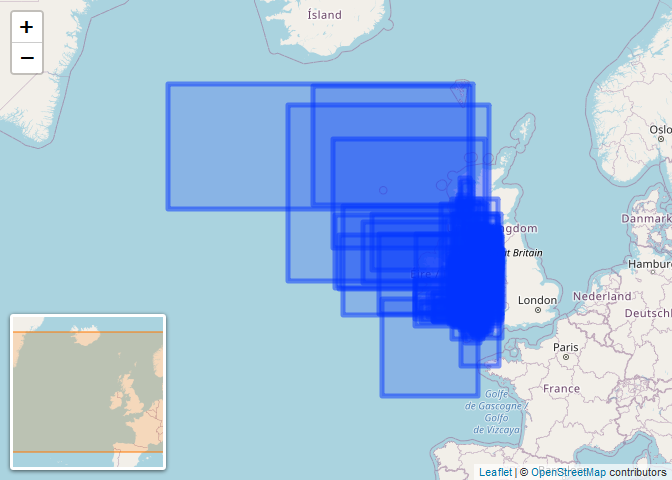 +
−
Ísland
Oslo
Danmark
gdom
t Britain
Hamburg
London
Nederland
Deutschl
Paris
France
Golfe
de Gascogne /
Golfo
de Vizcaya
Leaflet | © OpenStreetMap contributors